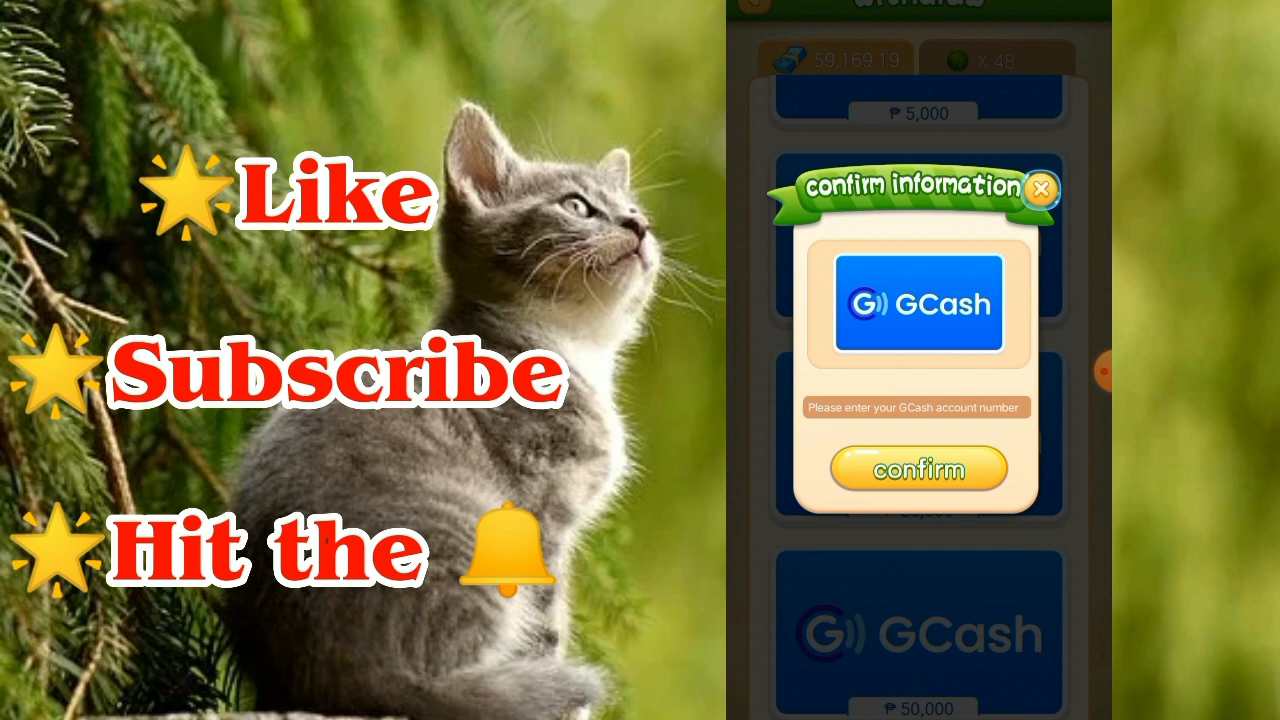 Like
Subscribe
Hit the
59,169.19
X 48
₱ 5,000
confirm information
GCash
Please enter your GCash account number
confirm
GCash
₱ 50,000